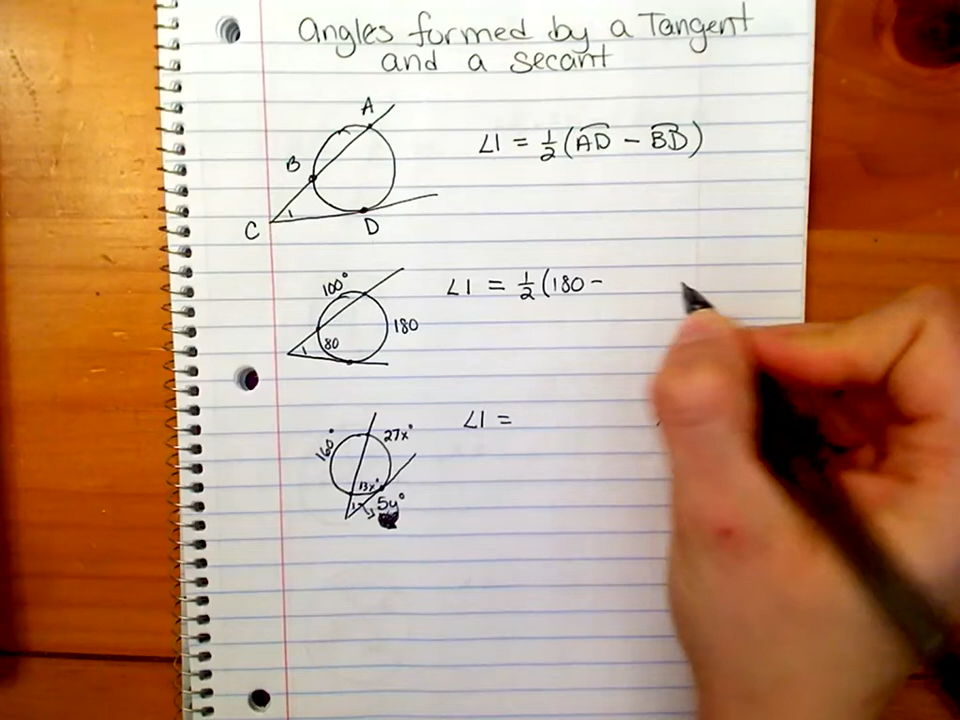 Angles formed by a Tangent
and a secant
A
B
C
D
1
∠1 = 1/2 (AD − BD)
100°
180
80
1
∠1 = 1/2 (180 −
160°
27x°
13x°
1
5y°
∠1 =